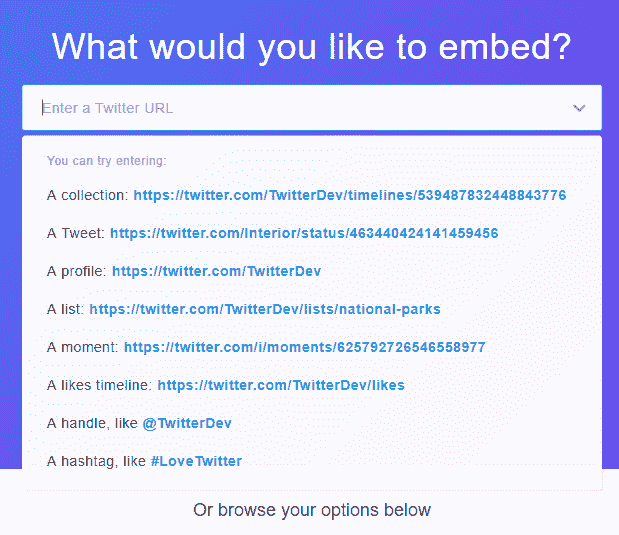 What would you like to embed?
Enter a Twitter URL
You can try entering:
A collection: https://twitter.com/TwitterDev/timelines/539487832448843776
A Tweet: https://twitter.com/Interior/status/463440424141459456
A profile: https://twitter.com/TwitterDev
A list: https://twitter.com/TwitterDev/lists/national-parks
A moment: https://twitter.com/i/moments/625792726546558977
A likes timeline: https://twitter.com/TwitterDev/likes
A handle, like @TwitterDev
A hashtag, like #LoveTwitter
Or browse your options below